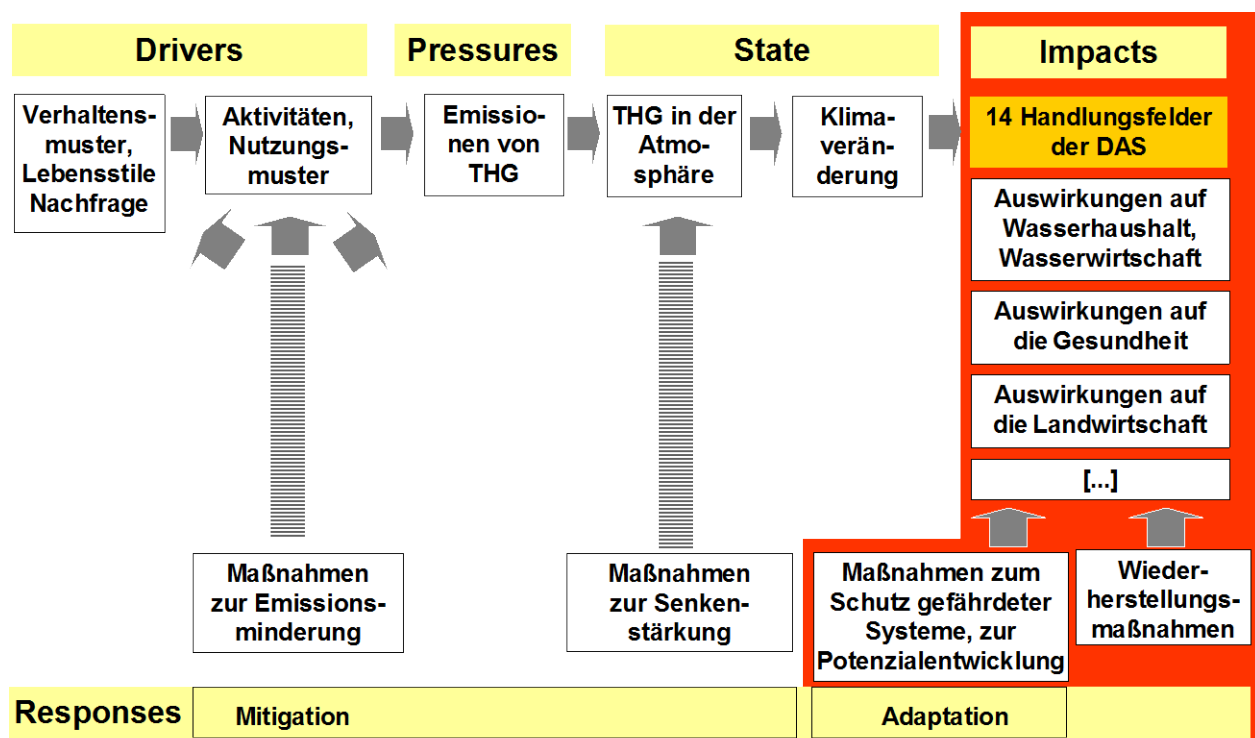 Drivers
Pressures
State
Impacts
Verhaltens-
muster,
Lebensstile
Nachfrage
Aktivitäten,
Nutzungs-
muster
Emissio-
nen von
THG
THG in der
Atmo-
sphäre
Klima-
verän-
derung
14 Handlungsfelder
der DAS
Auswirkungen auf
Wasserhaushalt,
Wasserwirtschaft
Auswirkungen auf
die Gesundheit
Auswirkungen auf
die Landwirtschaft
[...]
Maßnahmen
zur Emissions-
minderung
Maßnahmen
zur Senken-
stärkung
Maßnahmen zum
Schutz gefährdeter
Systeme, zur
Potenzialentwicklung
Wieder-
herstellungs-
maßnahmen
Responses
Mitigation
Adaptation